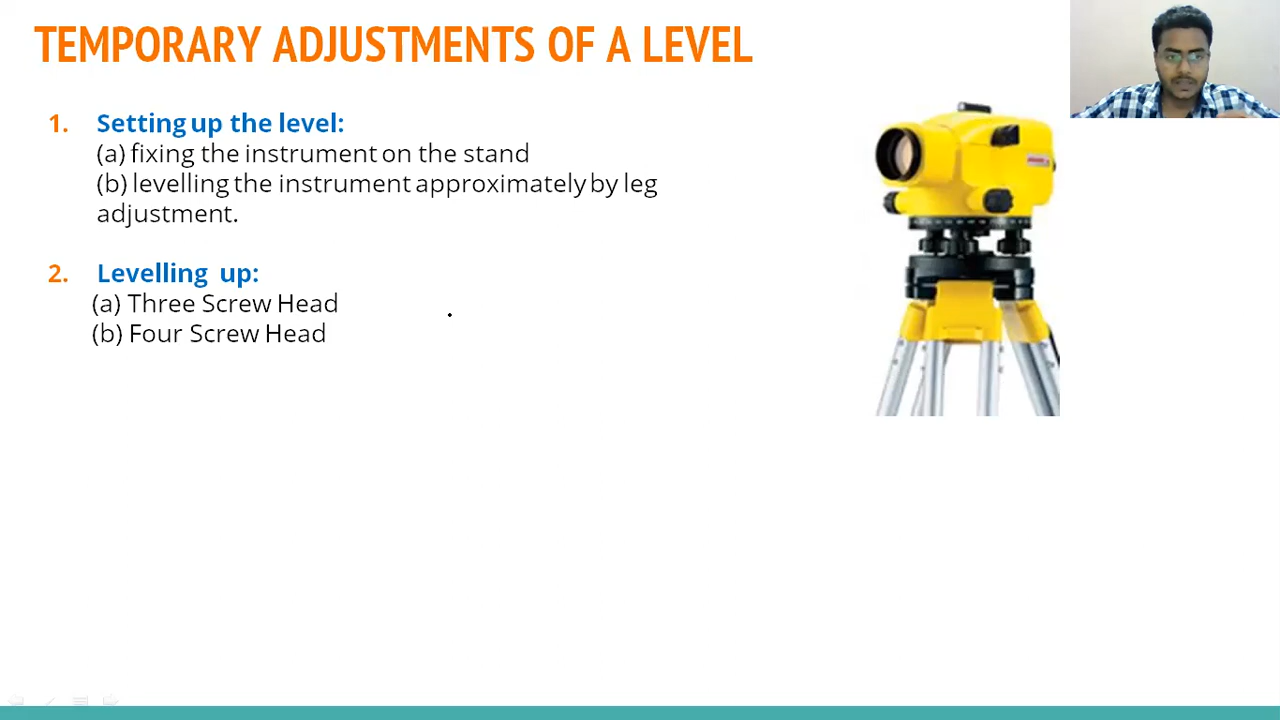 TEMPORARY ADJUSTMENTS OF A LEVEL
1. Setting up the level:
(a) fixing the instrument on the stand
(b) levelling the instrument approximately by leg
adjustment.
2. Levelling up:
(a) Three Screw Head
(b) Four Screw Head